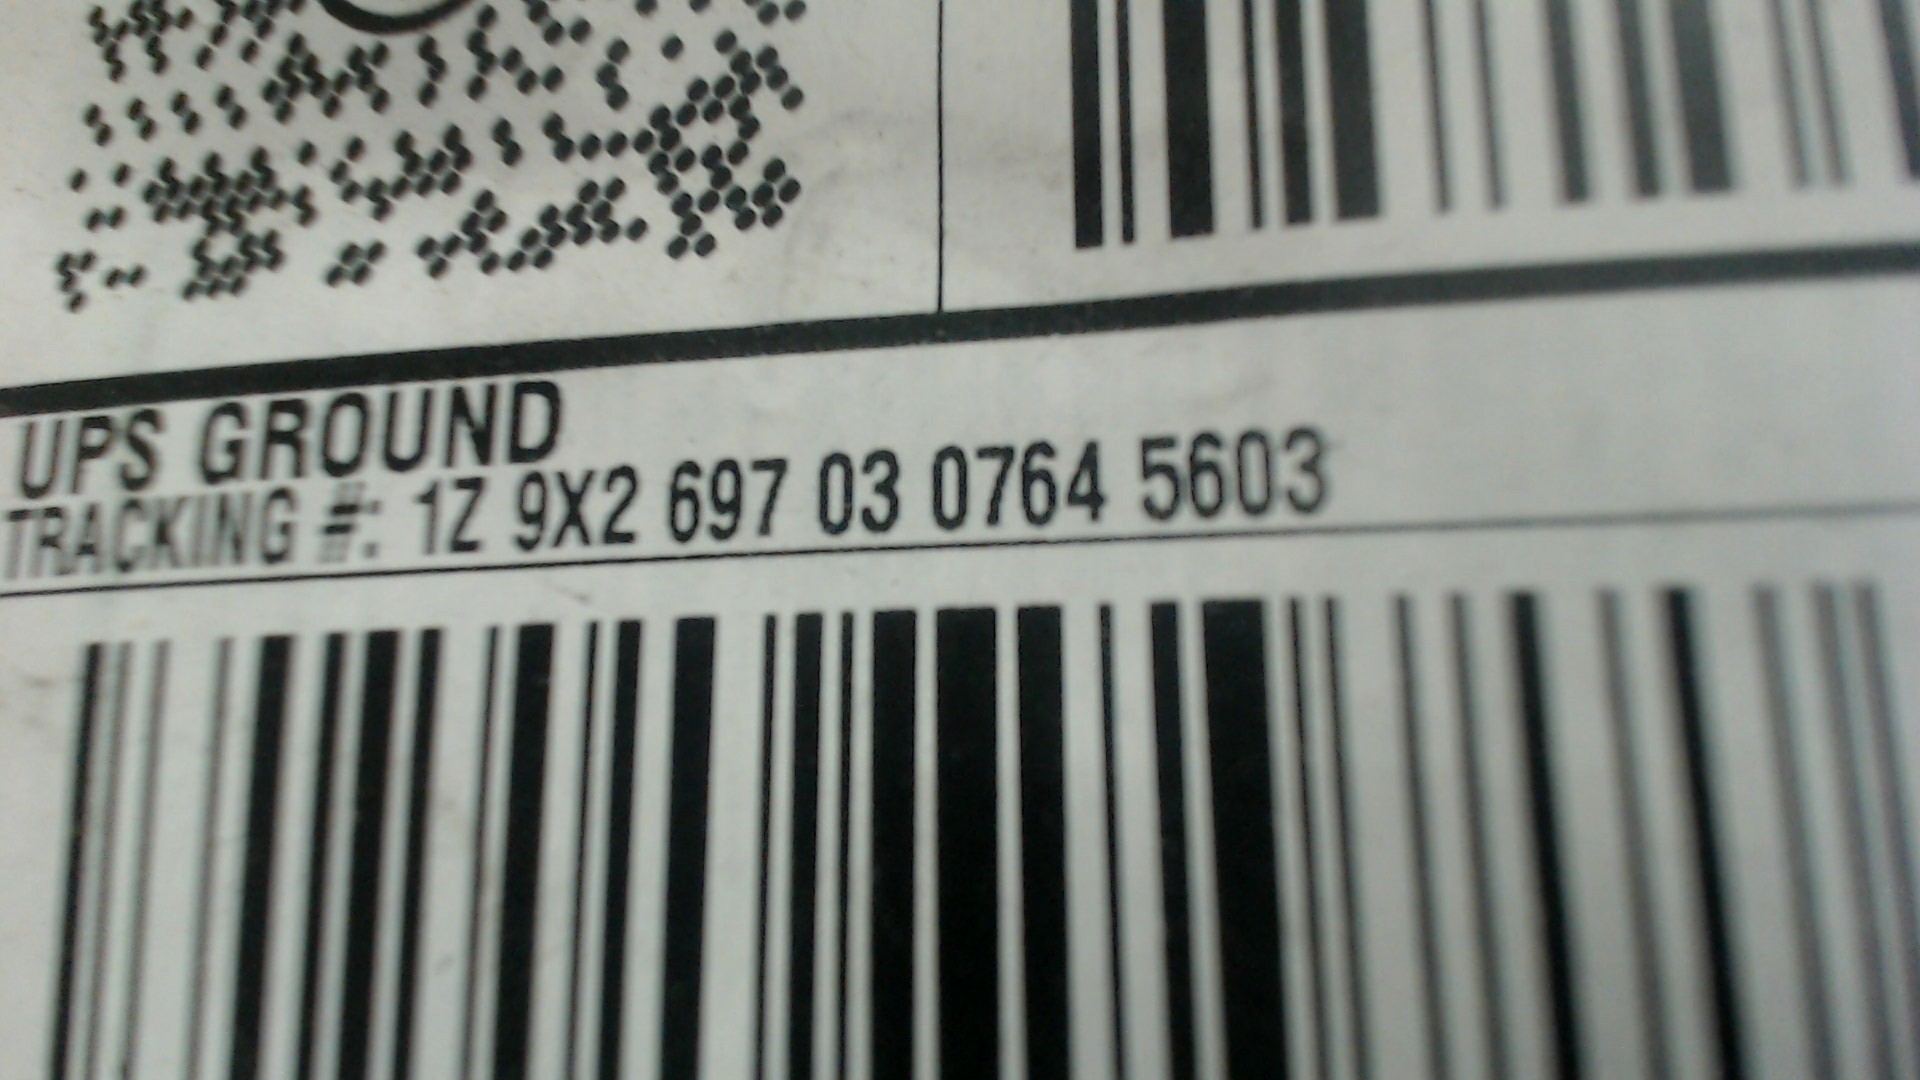 UPS GROUND
TRACKING #: 1Z 9X2 697 03 0764 5603